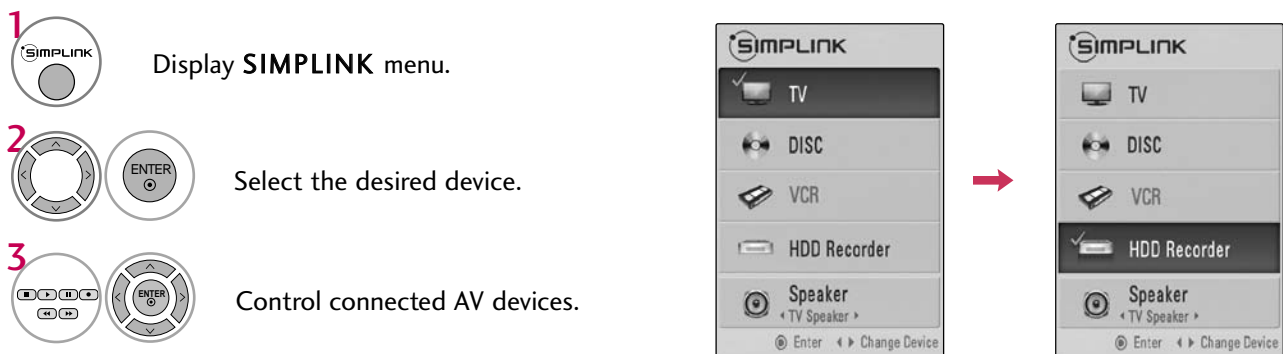 1
SIMPLINK
Display SIMPLINK menu.
2
ENTER
Select the desired device.
3
ENTER
Control connected AV devices.
SIMPLINK
TV
DISC
VCR
HDD Recorder
Speaker
TV Speaker
Enter Change Device
SIMPLINK
TV
DISC
VCR
HDD Recorder
Speaker
TV Speaker
Enter Change Device